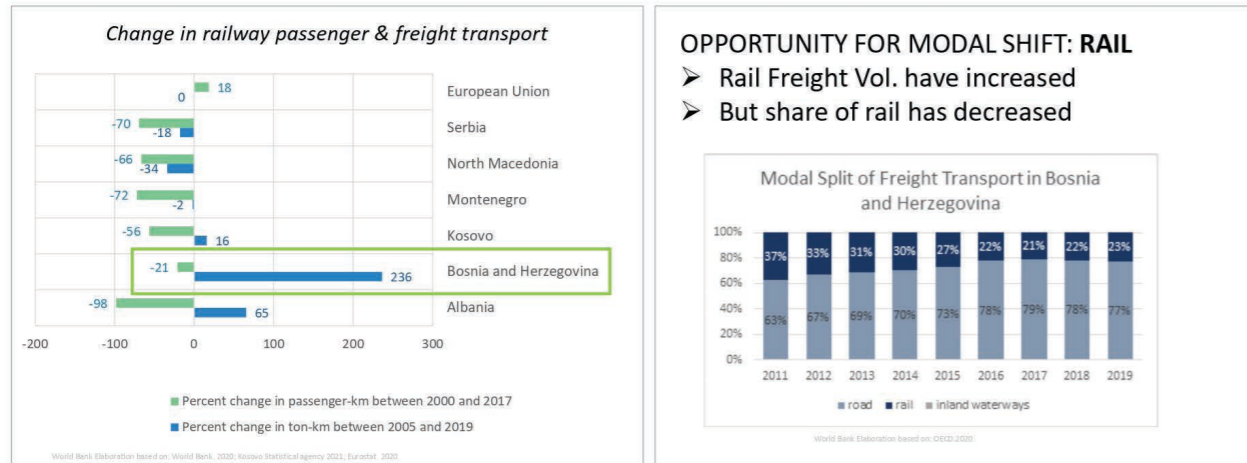 Change in railway passenger & freight transport
18
0
European Union
-70
-18
Serbia
-66
-34
North Macedonia
-72
-2
Montenegro
-56
16
Kosovo
-21
236
Bosnia and Herzegovina
-98
65
Albania
-200 -100 0 100 200 300
Percent change in passenger-km between 2000 and 2017
Percent change in ton-km between 2005 and 2019
World Bank Elaboration based on: World Bank, 2020; Kosovo Statistical agency 2021; Eurostat, 2020
OPPORTUNITY FOR MODAL SHIFT: RAIL
➢ Rail Freight Vol. have increased
➢ But share of rail has decreased
Modal Split of Freight Transport in Bosnia
and Herzegovina
100%
80%
60%
40%
20%
0%
37% 33% 31% 30% 27% 22% 21% 22% 23%
63% 67% 69% 70% 73% 78% 79% 78% 77%
2011 2012 2013 2014 2015 2016 2017 2018 2019
road rail inland waterways
World Bank Elaboration based on: OECD 2020